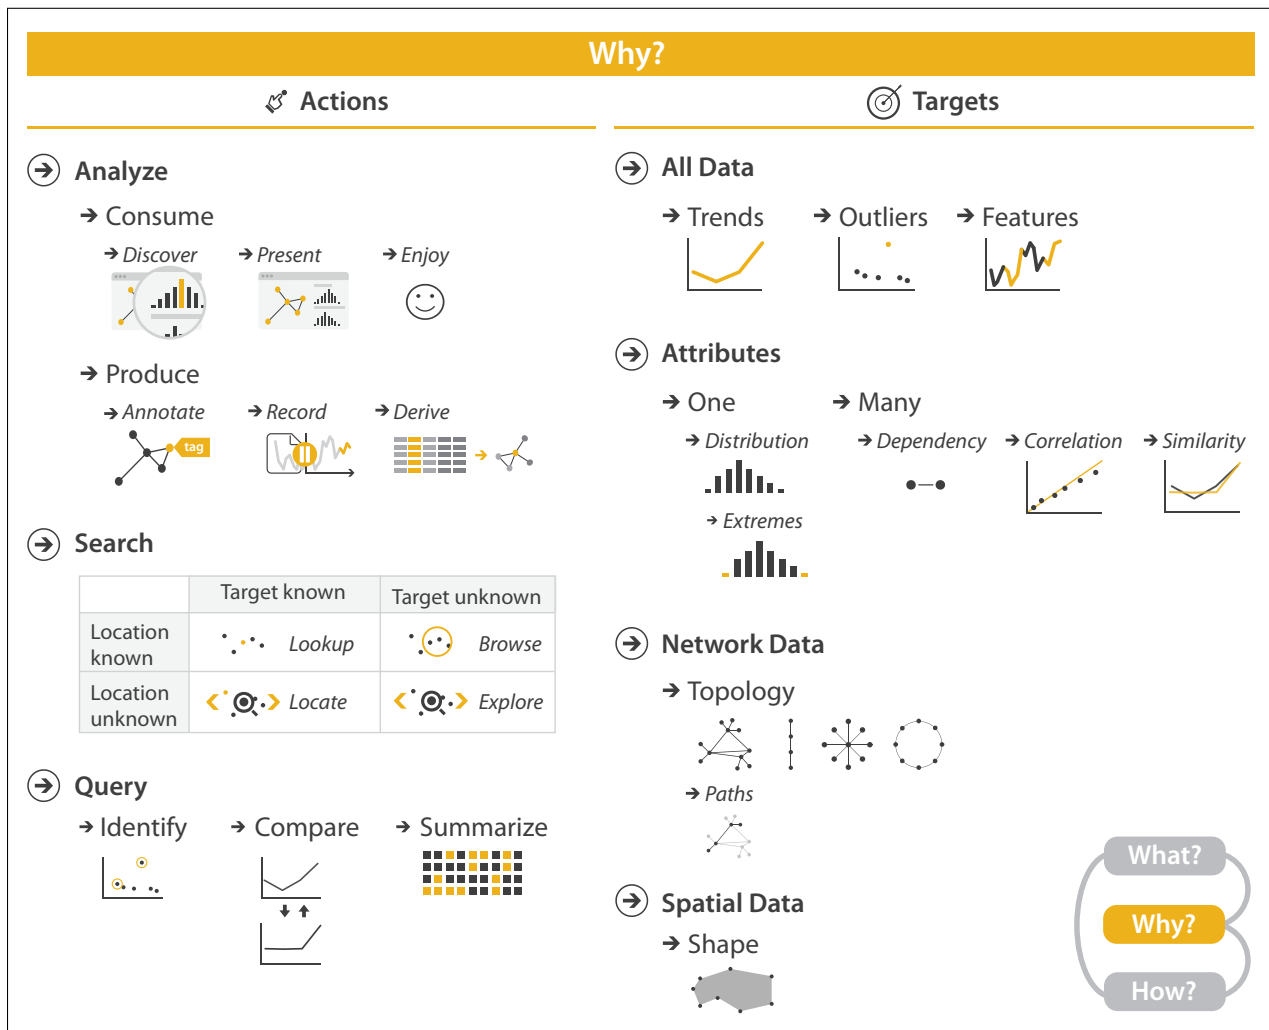 Why?
Actions
Analyze
Consume
Discover
Present
Enjoy
Produce
Annotate
Record
Derive
tag
Search
Target known
Target unknown
Location
known
Lookup
Browse
Location
unknown
Locate
Explore
Query
Identify
Compare
Summarize
Targets
All Data
Trends
Outliers
Features
Attributes
One
Many
Distribution
Dependency
Correlation
Similarity
Extremes
Network Data
Topology
Paths
Spatial Data
Shape
What?
Why?
How?